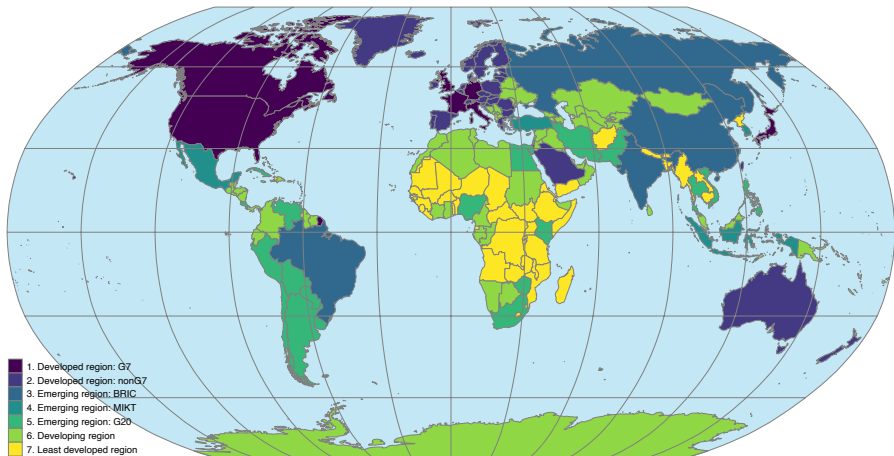 1. Developed region: G7
2. Developed region: nonG7
3. Emerging region: BRIC
4. Emerging region: MIKT
5. Emerging region: G20
6. Developing region
7. Least developed region